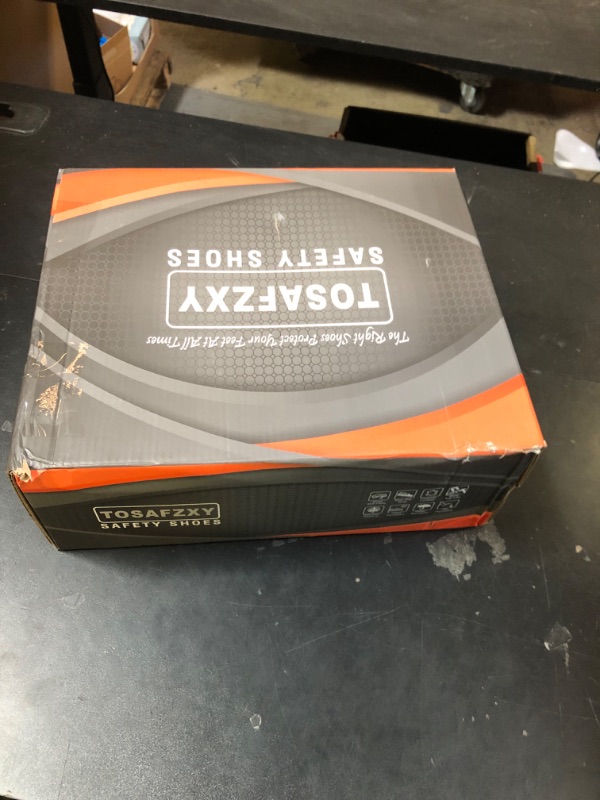 SAFETY SHOES
TOSAFZXY
The Right Shoes Protect Your Feet At All Times
TOSAFZXY
SAFETY SHOES